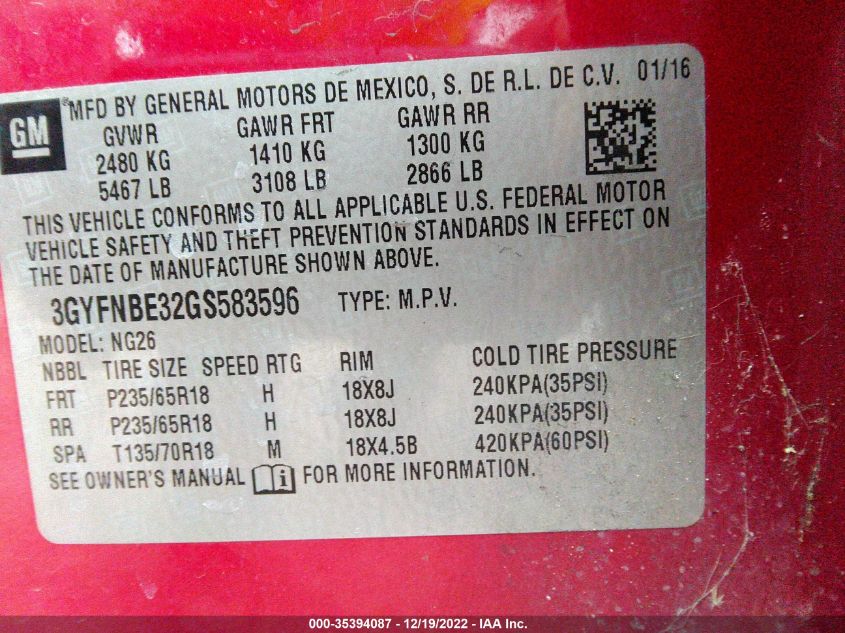 GM
®MFD BY GENERAL MOTORS DE MEXICO, S. DE R.L. DE C.V. 01/16
GVWR GAWR FRT GAWR RR
2480 KG 1410 KG 1300 KG
5467 LB 3108 LB 2866 LB
THIS VEHICLE CONFORMS TO ALL APPLICABLE U.S. FEDERAL MOTOR
VEHICLE SAFETY AND THEFT PREVENTION STANDARDS IN EFFECT ON
THE DATE OF MANUFACTURE SHOWN ABOVE.
3GYFNBE32GS583596 TYPE: M.P.V.
MODEL: NG26
NBBL TIRE SIZE SPEED RTG RIM COLD TIRE PRESSURE
FRT P235/65R18 H 18X8J 240KPA(35PSI)
RR P235/65R18 H 18X8J 240KPA(35PSI)
SPA T135/70R18 M 18X4.5B 420KPA(60PSI)
SEE OWNER'S MANUAL i FOR MORE INFORMATION.
000-35394087 - 12/19/2022 - IAA Inc.